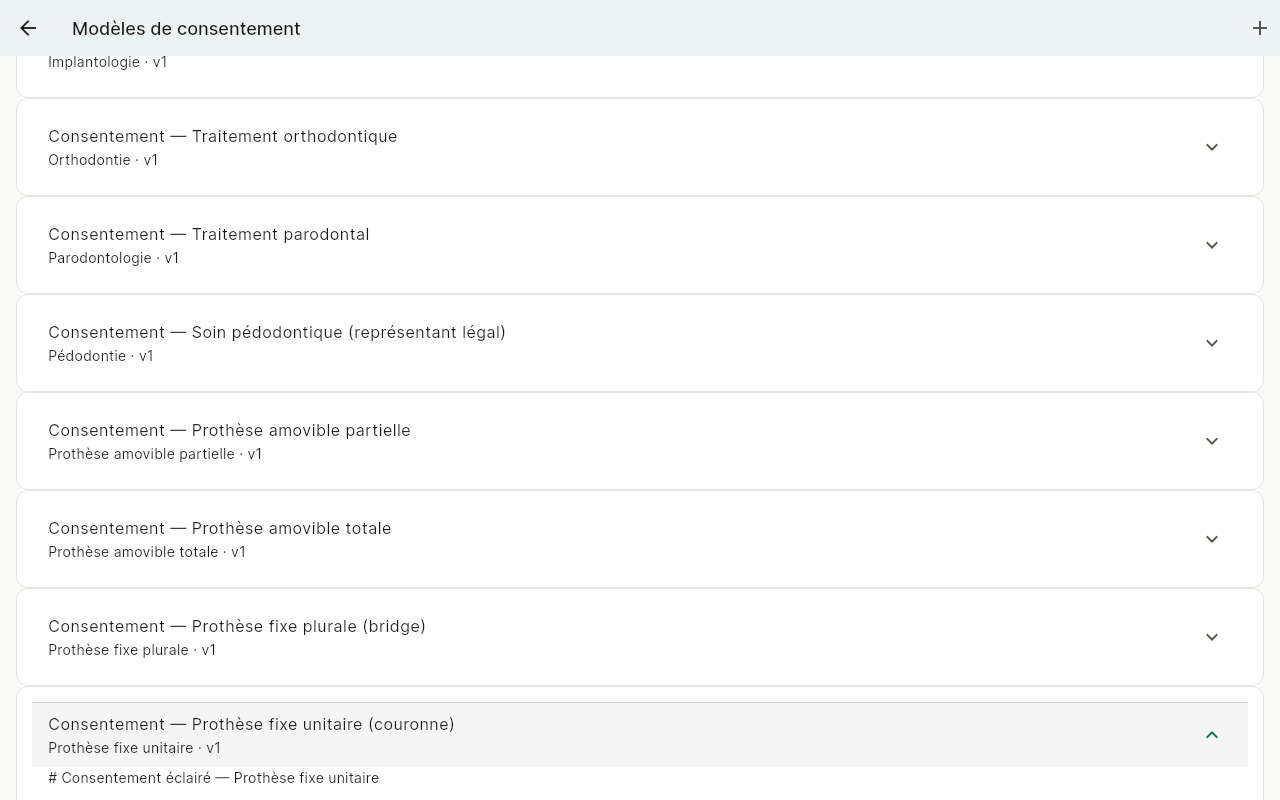 Modèles de consentement
Implantologie · v1
Consentement — Traitement orthodontique
Orthodontie · v1
Consentement — Traitement parodontal
Parodontologie · v1
Consentement — Soin pédodontique (représentant légal)
Pédodontie · v1
Consentement — Prothèse amovible partielle
Prothèse amovible partielle · v1
Consentement — Prothèse amovible totale
Prothèse amovible totale · v1
Consentement — Prothèse fixe plurale (bridge)
Prothèse fixe plurale · v1
Consentement — Prothèse fixe unitaire (couronne)
Prothèse fixe unitaire · v1
# Consentement éclairé — Prothèse fixe unitaire